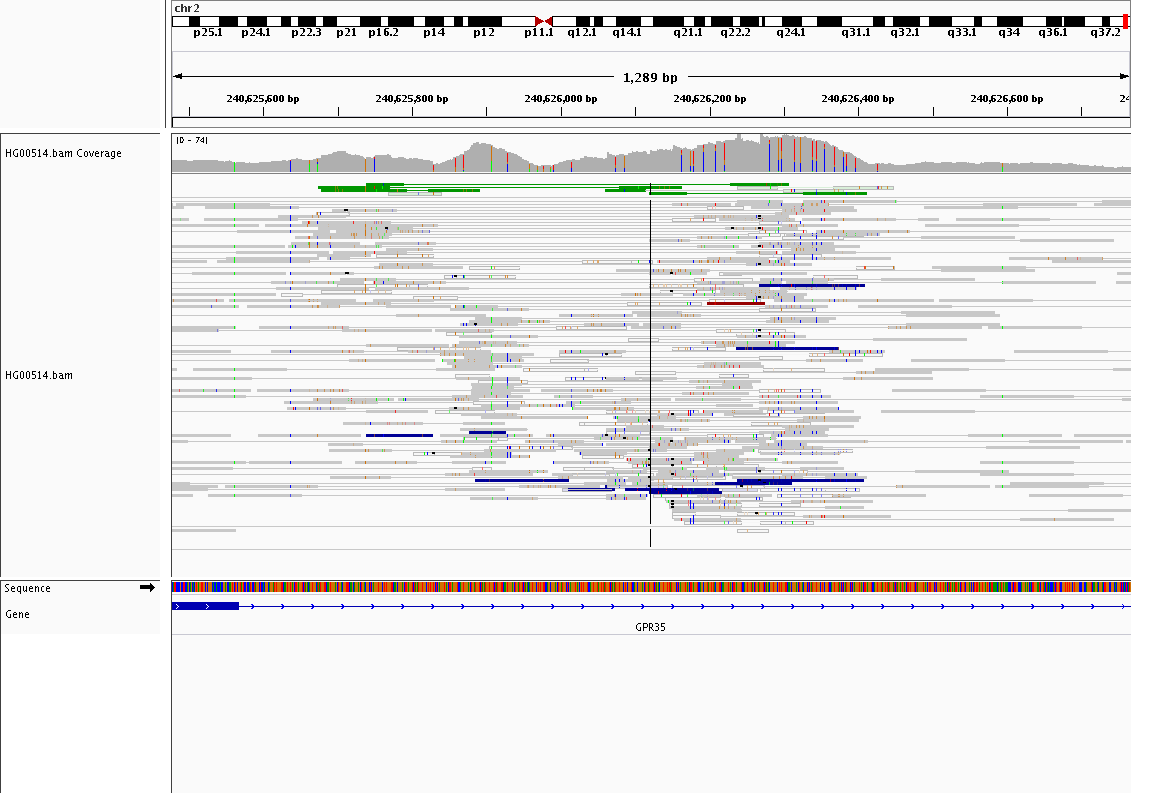 chr2
p25.1 p24.1 p22.3 p21 p16.2 p14 p12 p11.1 q12.1 q14.1 q21.1 q22.2 q24.1 q31.1 q32.1 q33.1 q34 q36.1 q37.2
1,289 bp
240,625,600 bp 240,625,800 bp 240,626,000 bp 240,626,200 bp 240,626,400 bp 240,626,600 bp 24
[0 - 74]
HG00514.bam Coverage
HG00514.bam
Sequence
Gene
GPR35